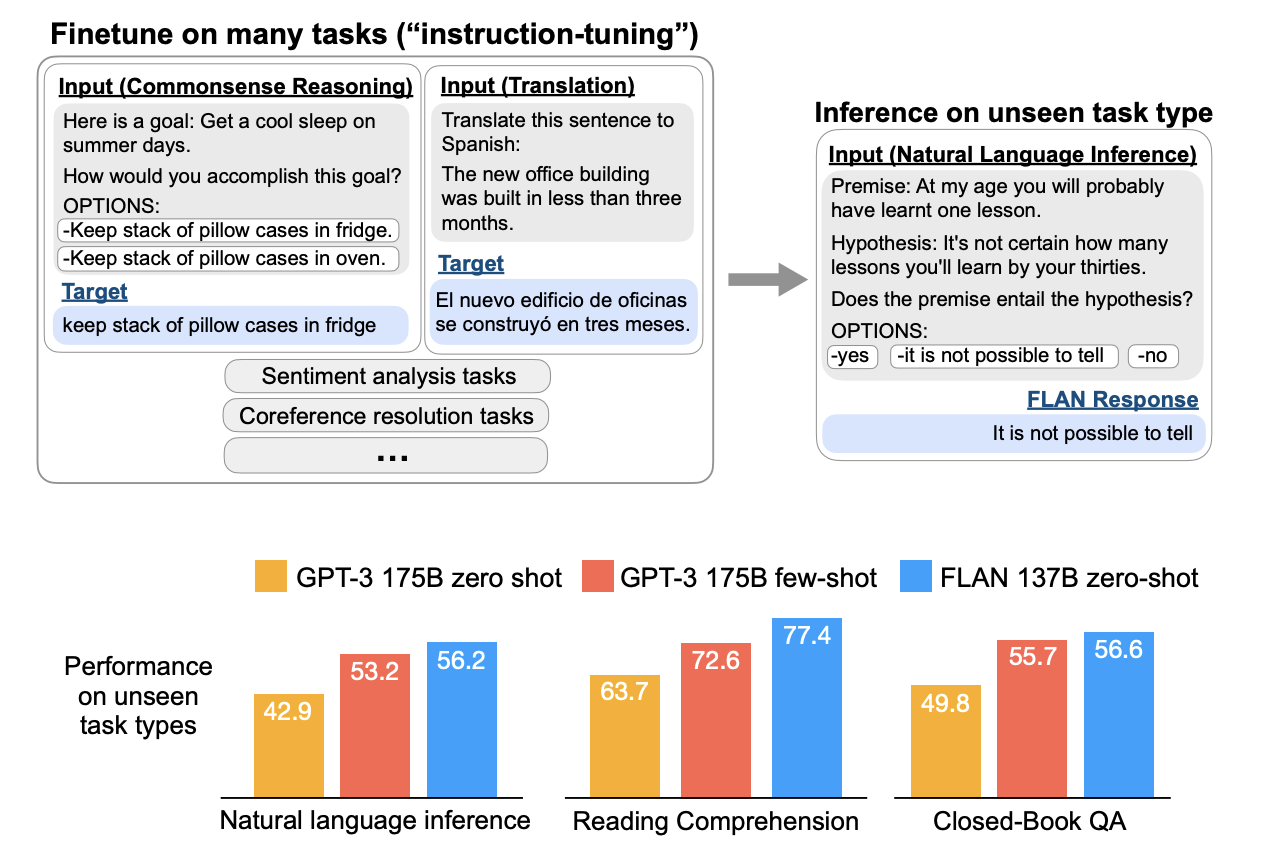 Finetune on many tasks (“instruction-tuning”)
Input (Commonsense Reasoning)
Here is a goal: Get a cool sleep on
summer days.
How would you accomplish this goal?
OPTIONS:
-Keep stack of pillow cases in fridge.
-Keep stack of pillow cases in oven.
Target
keep stack of pillow cases in fridge
Input (Translation)
Translate this sentence to
Spanish:
The new office building
was built in less than three
months.
Target
El nuevo edificio de oficinas
se construyó en tres meses.
Sentiment analysis tasks
Coreference resolution tasks
...
Inference on unseen task type
Input (Natural Language Inference)
Premise: At my age you will probably
have learnt one lesson.
Hypothesis: It's not certain how many
lessons you'll learn by your thirties.
Does the premise entail the hypothesis?
OPTIONS:
-yes -it is not possible to tell -no
FLAN Response
It is not possible to tell
GPT-3 175B zero shot GPT-3 175B few-shot FLAN 137B zero-shot
Performance
on unseen
task types
42.9 53.2 56.2
Natural language inference
63.7 72.6 77.4
Reading Comprehension
49.8 55.7 56.6
Closed-Book QA